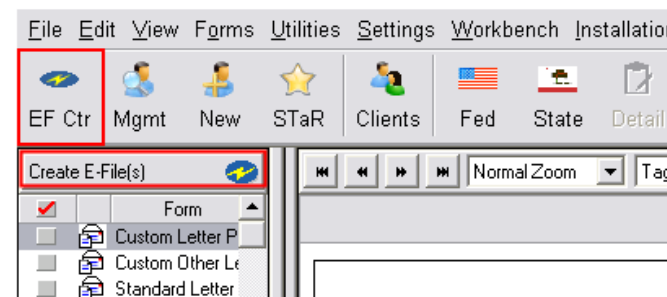 File Edit View Forms Utilities Settings Workbench Installatio
EF Ctr Mgmt New STaR Clients Fed State Detail
Create E-File(s)
Normal Zoom Tag
Form
Custom Letter P
Custom Other Le
Standard Letter